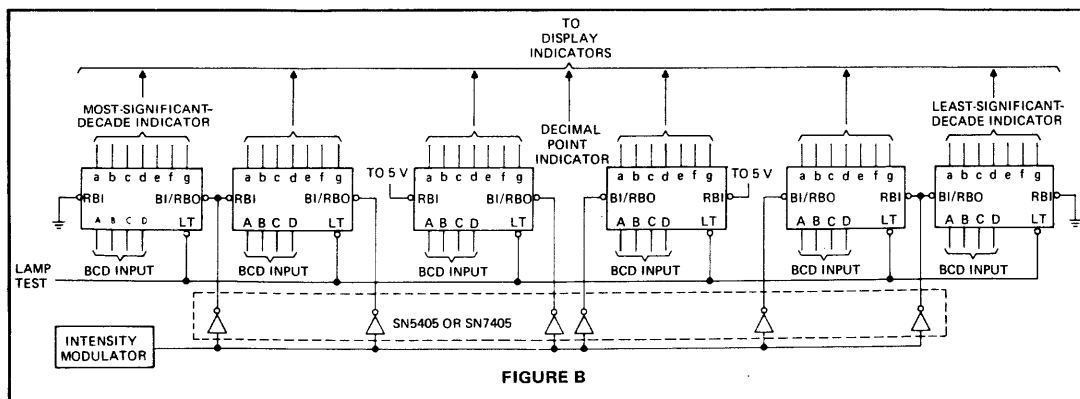 TO
DISPLAY
INDICATORS
MOST-SIGNIFICANT-
DECADE INDICATOR
DECIMAL
POINT
INDICATOR
LEAST-SIGNIFICANT-
DECADE INDICATOR
a b c d e f g
RBI BI/RBO
A B C D LT
BCD INPUT
a b c d e f g
RBI BI/RBO
A B C D LT
BCD INPUT
TO 5 V
a b c d e f g
RBI BI/RBO
A B C D LT
BCD INPUT
a b c d e f g
BI/RBO RBI
A B C D LT
BCD INPUT
TO 5 V
a b c d e f g
BI/RBO RBI
A B C D LT
BCD INPUT
a b c d e f g
BI/RBO RBI
A B C D LT
BCD INPUT
LAMP
TEST
SN5405 OR SN7405
INTENSITY
MODULATOR
FIGURE B